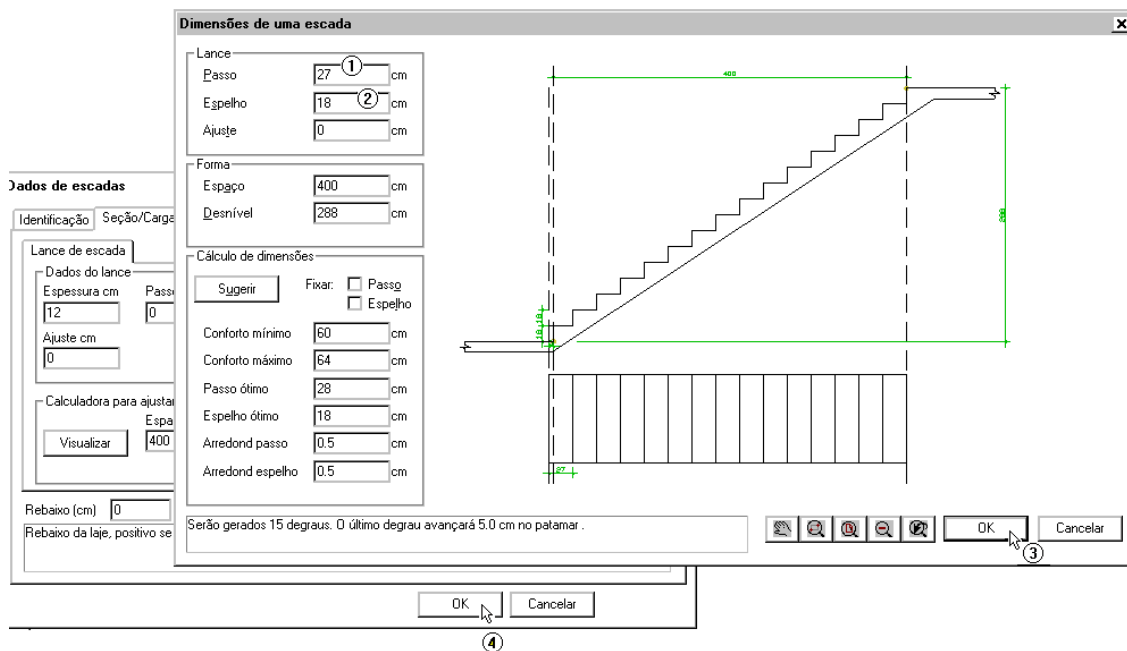 Dimensões de uma escada
Lance
Passo 27 ① cm
Espelho 18 ② cm
Ajuste 0 cm
Forma
Espaço 400 cm
Desnível 288 cm
Cálculo de dimensões
Sugerir Fixar: Passo
Espelho
Conforto mínimo 60 cm
Conforto máximo 64 cm
Passo ótimo 28 cm
Espelho ótimo 18 cm
Arredond passo 0.5 cm
Arredond espelho 0.5 cm
Serão gerados 15 degraus. O último degrau avançará 5.0 cm no patamar .
OK Cancelar
③
400
288
18
18
27
Dados de escadas
Identificação Seção/Carga
Lance de escada
Dados do lance
Espessura cm Passo
12 0
Ajuste cm
0
Calculadora para ajustar
Espa
Visualizar 400
Rebaixo (cm) 0
Rebaixo da laje, positivo se
OK Cancelar
④